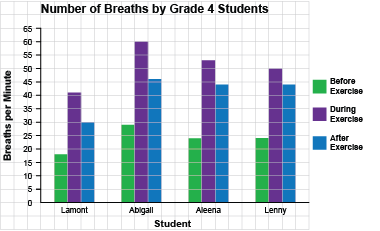 Number of Breaths by Grade 4 Students
Breaths per Minute
65
60
55
50
45
40
35
30
25
20
15
10
5
0
Lamont Abigail Aleena Lenny
Student
Before
Exercise
During
Exercise
After
Exercise